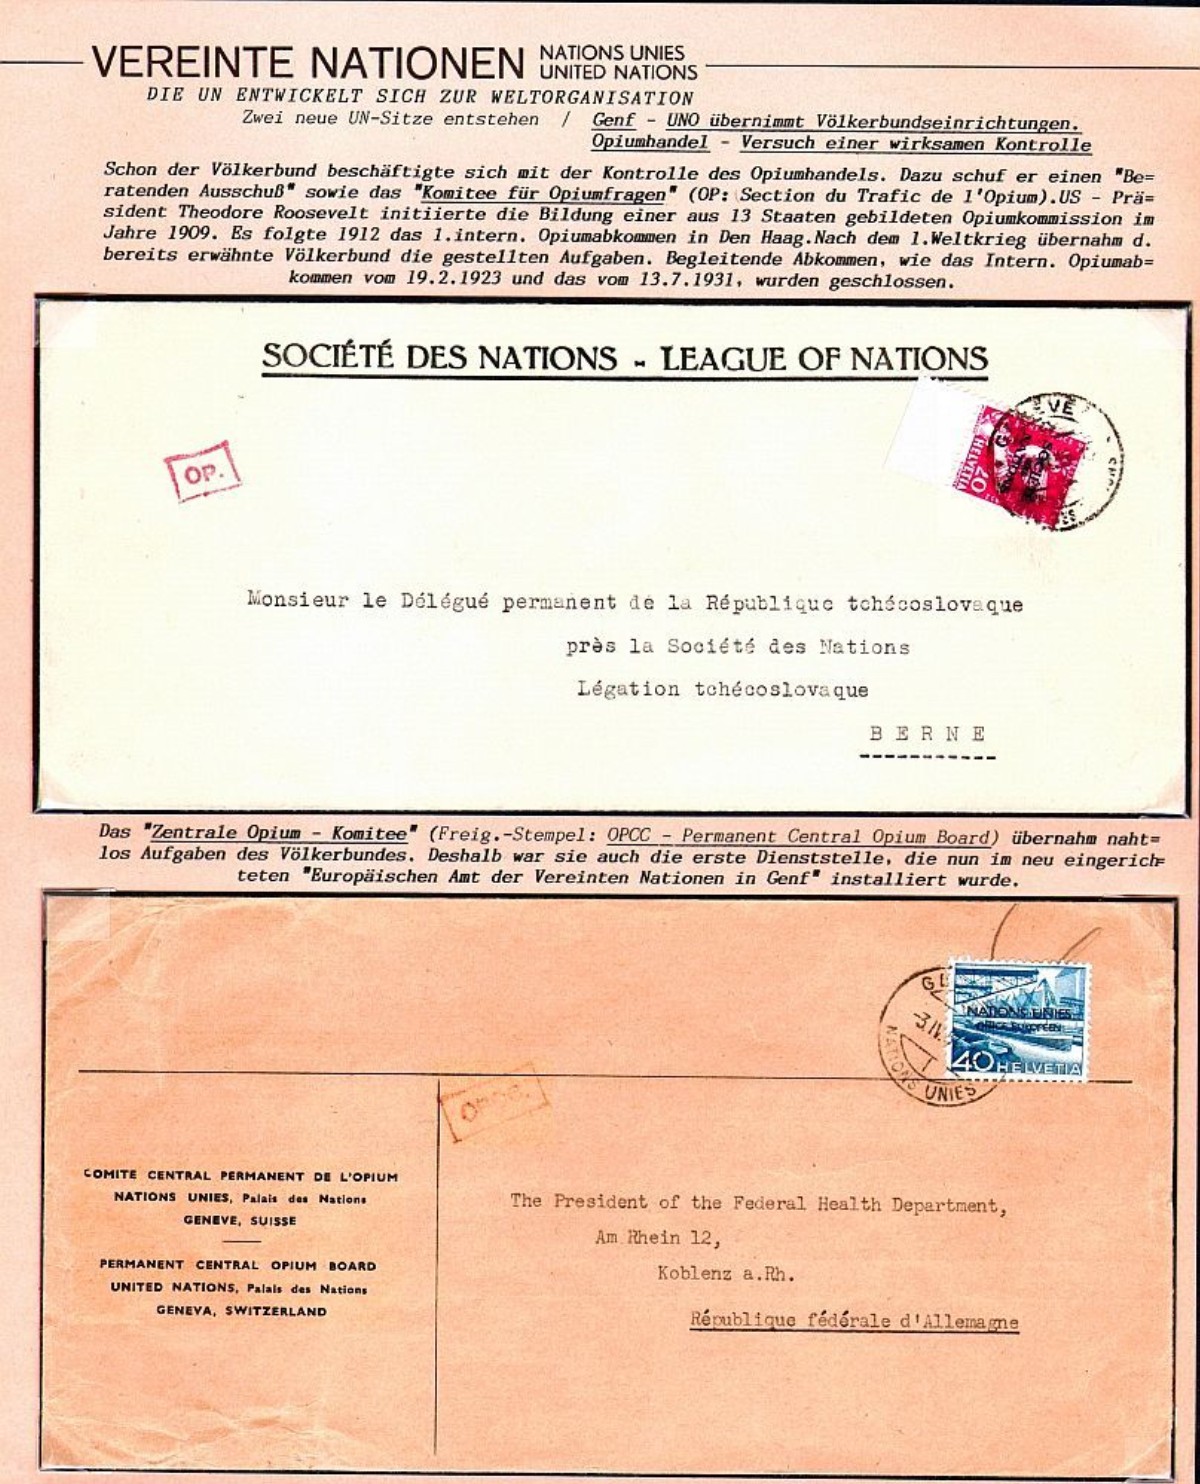 VEREINTE NATIONEN NATIONS UNIES
UNITED NATIONS
DIE UN ENTWICKELT SICH ZUR WELTORGANISATION
Zwei neue UN-Sitze entstehen / Genf - UNO übernimmt Völkerbundseinrichtungen.
Opiumhandel - Versuch einer wirksamen Kontrolle
Schon der Völkerbund beschäftigte sich mit der Kontrolle des Opiumhandels. Dazu schuf er einen "Be=
ratenden Ausschuß" sowie das "Komitee für Opiumfragen" (OP: Section du Trafic de l'Opium).US - Prä=
sident Theodore Roosevelt initiierte die Bildung einer aus 13 Staaten gebildeten Opiumkommission im
Jahre 1909. Es folgte 1912 das 1.intern. Opiumabkommen in Den Haag.Nach dem 1.Weltkrieg übernahm d.
bereits erwähnte Völkerbund die gestellten Aufgaben. Begleitende Abkommen, wie das Intern. Opiumab=
kommen vom 19.2.1923 und das vom 13.7.1931, wurden geschlossen.
SOCIÉTÉ DES NATIONS - LEAGUE OF NATIONS
OP.
HELVETIA
20
Monsieur le Délégué permanent de la République tchécoslovaque
près la Société des Nations
Légation tchécoslovaque
BERNE
Das "Zentrale Opium - Komitee" (Freig.-Stempel: OPCC - Permanent Central Opium Board) übernahm naht=
los Aufgaben des Völkerbundes. Deshalb war sie auch die erste Dienststelle, die nun im neu eingerich=
teten "Europäischen Amt der Vereinten Nationen in Genf" installiert wurde.
NATIONS UNIES
OFFICE EUROPÉEN
40 HELVETIA
-3.IV.
NATIONS UNIES
COMITE CENTRAL PERMANENT DE L'OPIUM
NATIONS UNIES, Palais des Nations
GENEVE, SUISSE
PERMANENT CENTRAL OPIUM BOARD
UNITED NATIONS, Palais des Nations
GENEVA, SWITZERLAND
The President of the Federal Health Department,
Am Rhein 12,
Koblenz a.Rh.
République fédérale d'Allemagne